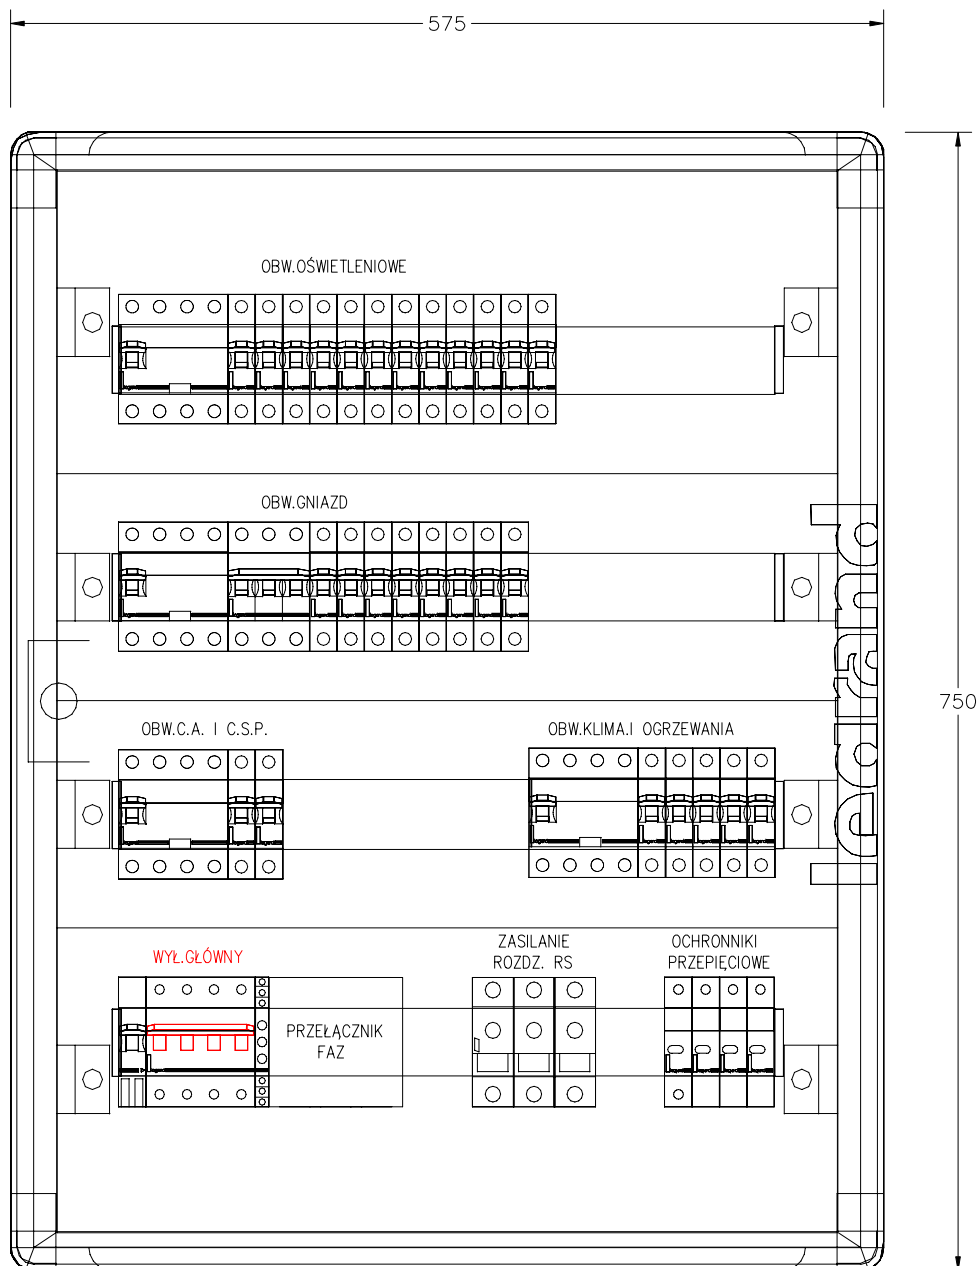 575
OBW.OŚWIETLENIOWE
OBW.GNIAZD
legrand
750
OBW.C.A. I C.S.P.
OBW.KLIMA.I OGRZEWANIA
WYŁ.GŁÓWNY
PRZEŁĄCZNIK
FAZ
ZASILANIE
ROZDZ. RS
OCHRONNIKI
PRZEPIĘCIOWE